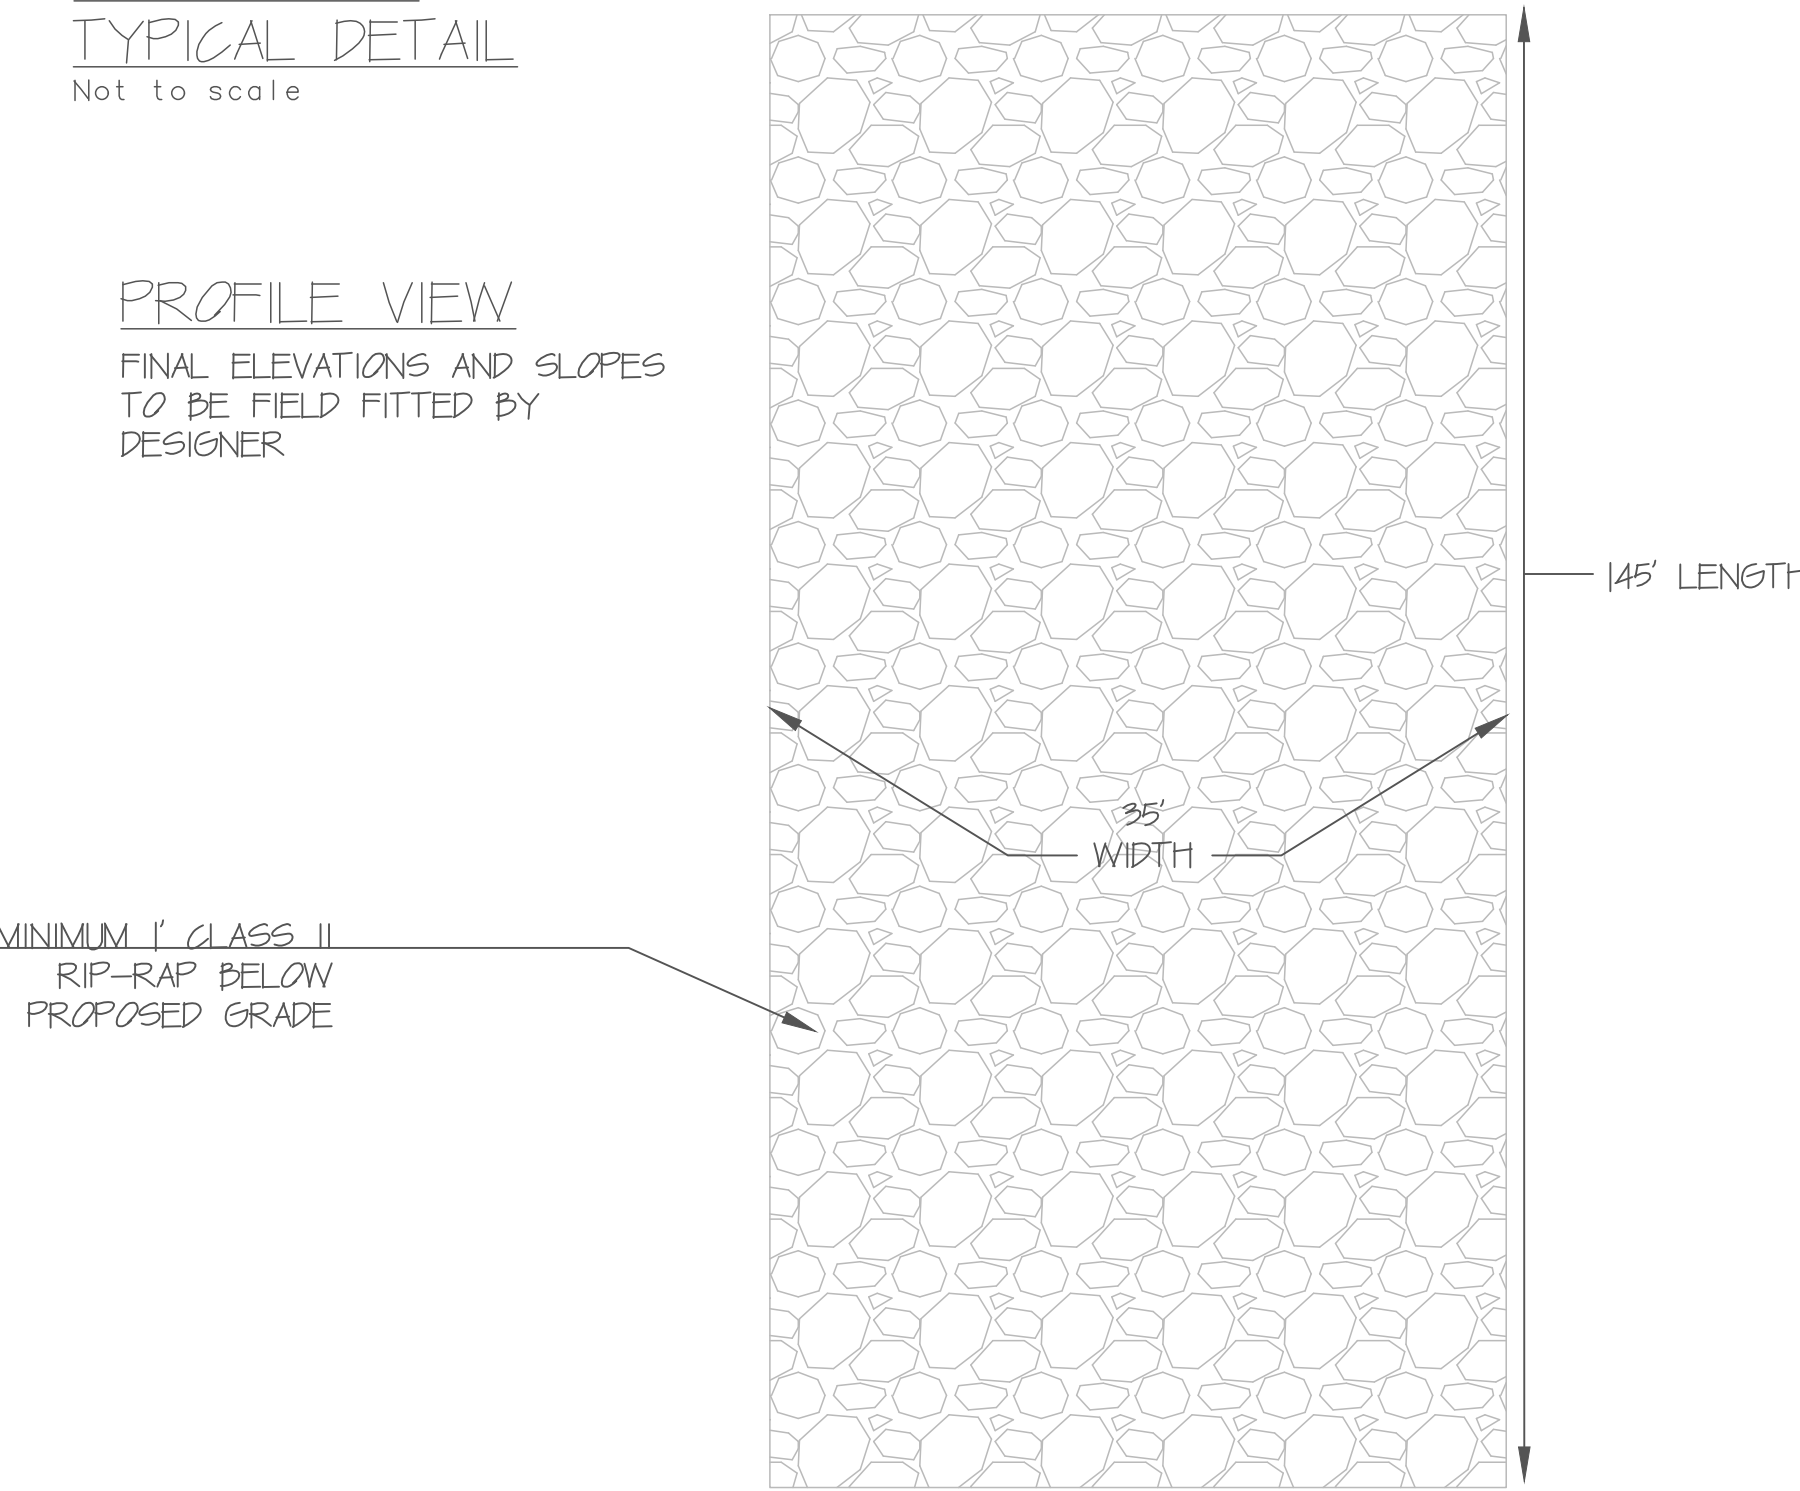 TYPICAL DETAIL
Not to scale
PROFILE VIEW
FINAL ELEVATIONS AND SLOPES
TO BE FIELD FITTED BY
DESIGNER
145' LENGTH
35'
WIDTH
MINIMUM 1' CLASS II
RIP-RAP BELOW
PROPOSED GRADE